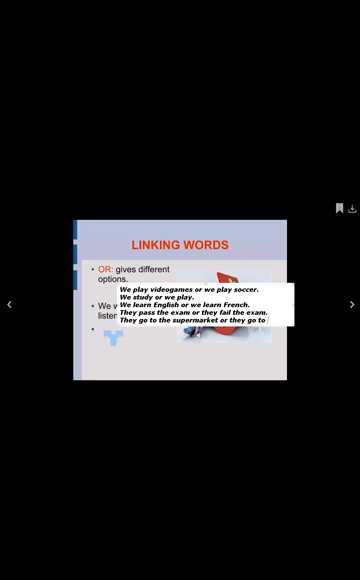 LINKING WORDS
OR: gives different
options.
We
listen
We play videogames or we play soccer.
We study or we play.
We learn English or we learn French.
They pass the exam or they fail the exam.
They go to the supermarket or they go to